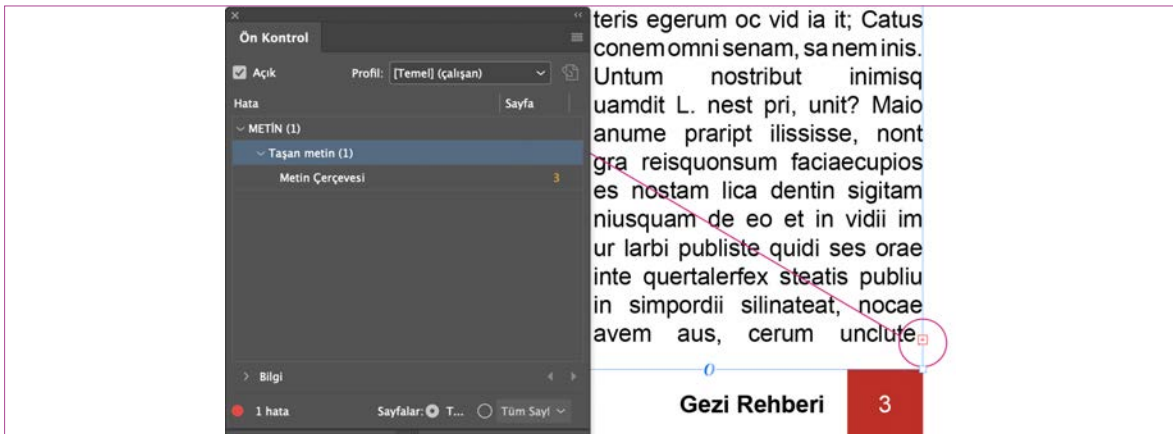 Ön Kontrol
Açık
Profil: [Temel] (çalışan)
Hata
Sayfa
METİN (1)
Taşan metin (1)
Metin Çerçevesi
3
Bilgi
1 hata
Sayfalar:
T...
Tüm Sayf
teris egerum oc vid ia it; Catus
conem omni senam, sa nem inis.
Untum nostribut inimisq
uamdit L. nest pri, unit? Maio
anume praript ilississe, nont
gra reisquonsum faciaecupios
es nostam lica dentin sigitam
niusquam de eo et in vidii im
ur larbi publiste quidi ses orae
inte quertalerfex steatis publiu
in simpordii silinateat, nocae
avem aus, cerum unclute
Gezi Rehberi
3